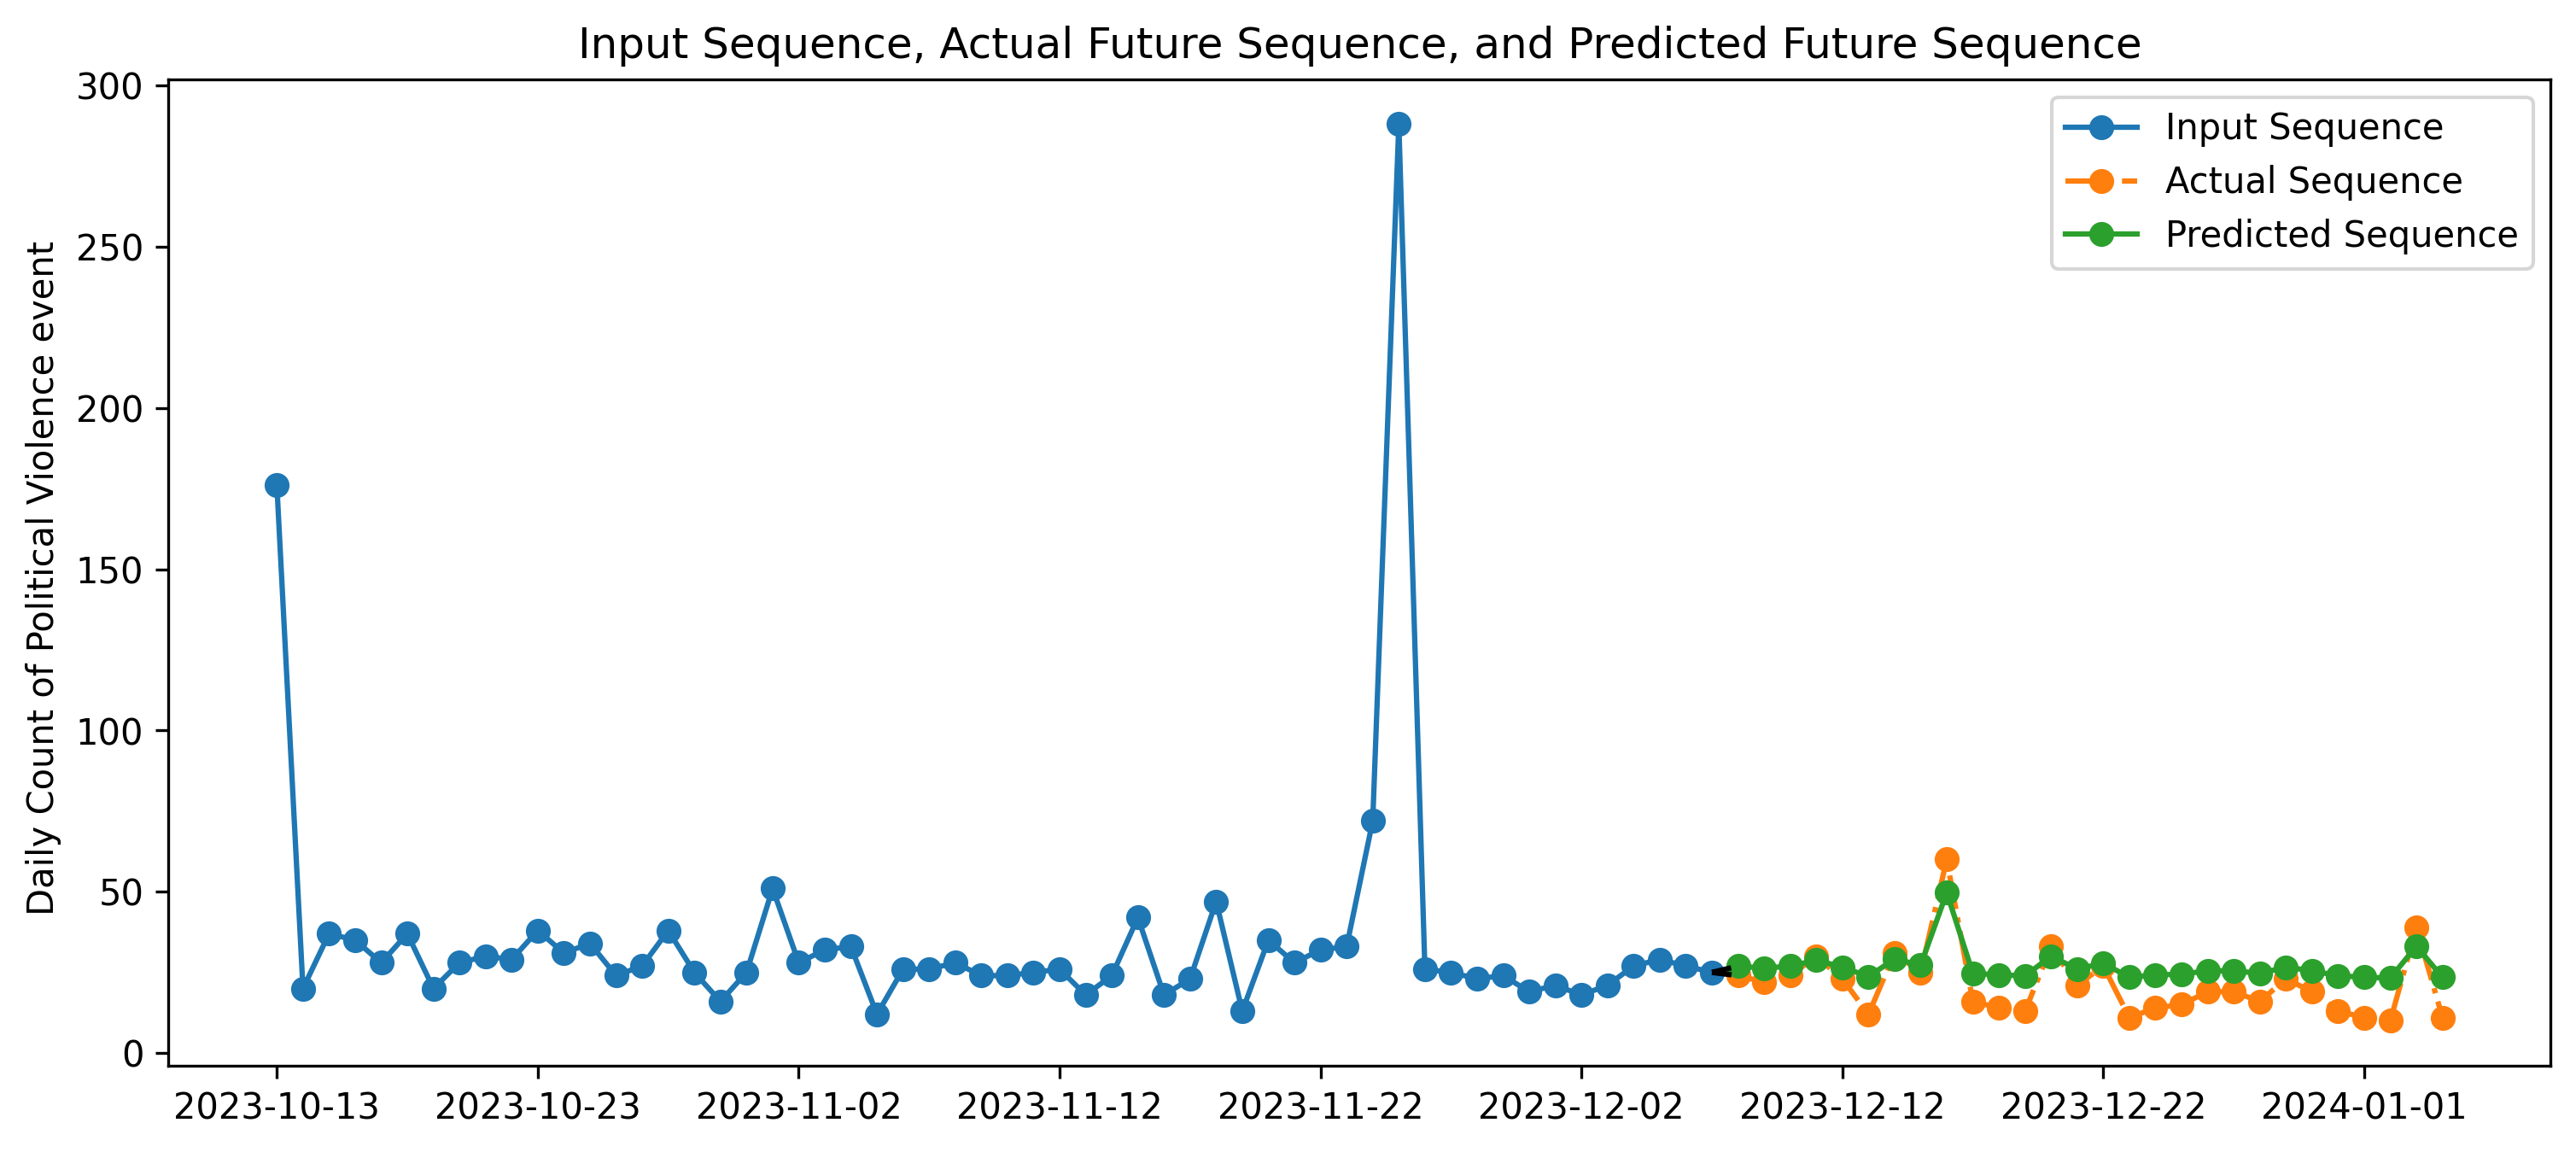 Input Sequence, Actual Future Sequence, and Predicted Future Sequence
Daily Count of Political Violence event
300
250
200
150
100
50
0
Input Sequence
Actual Sequence
Predicted Sequence
2023-10-13 2023-10-23 2023-11-02 2023-11-12 2023-11-22 2023-12-02 2023-12-12 2023-12-22 2024-01-01